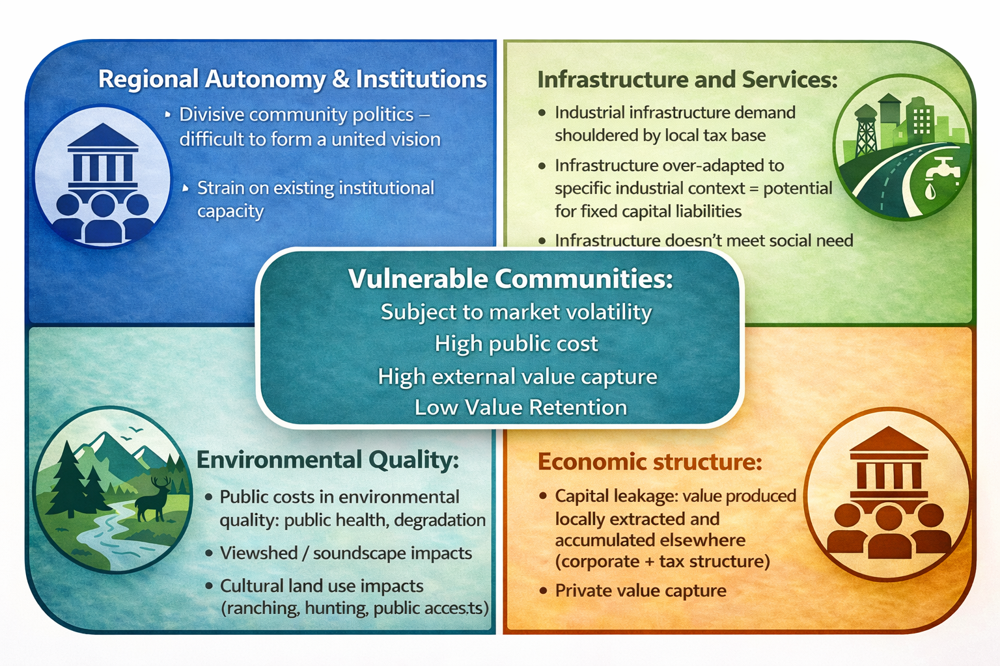 Regional Autonomy & Institutions
▸ Divisive community politics –
difficult to form a united vision
▸ Strain on existing institutional
capacity
Infrastructure and Services:
• Industrial infrastructure demand
shouldered by local tax base
• Infrastructure over-adapted to
specific industrial context = potential
for fixed capital liabilities
• Infrastructure doesn't meet social need
Vulnerable Communities:
Subject to market volatility
High public cost
High external value capture
Low Value Retention
Environmental Quality:
• Public costs in environmental
quality: public health, degradation
• Viewshed / soundscape impacts
• Cultural land use impacts
(ranching, hunting, public acces.ts)
Economic structure:
• Capital leakage: value produced
locally extracted and
accumulated elsewhere
(corporate + tax structure)
• Private value capture